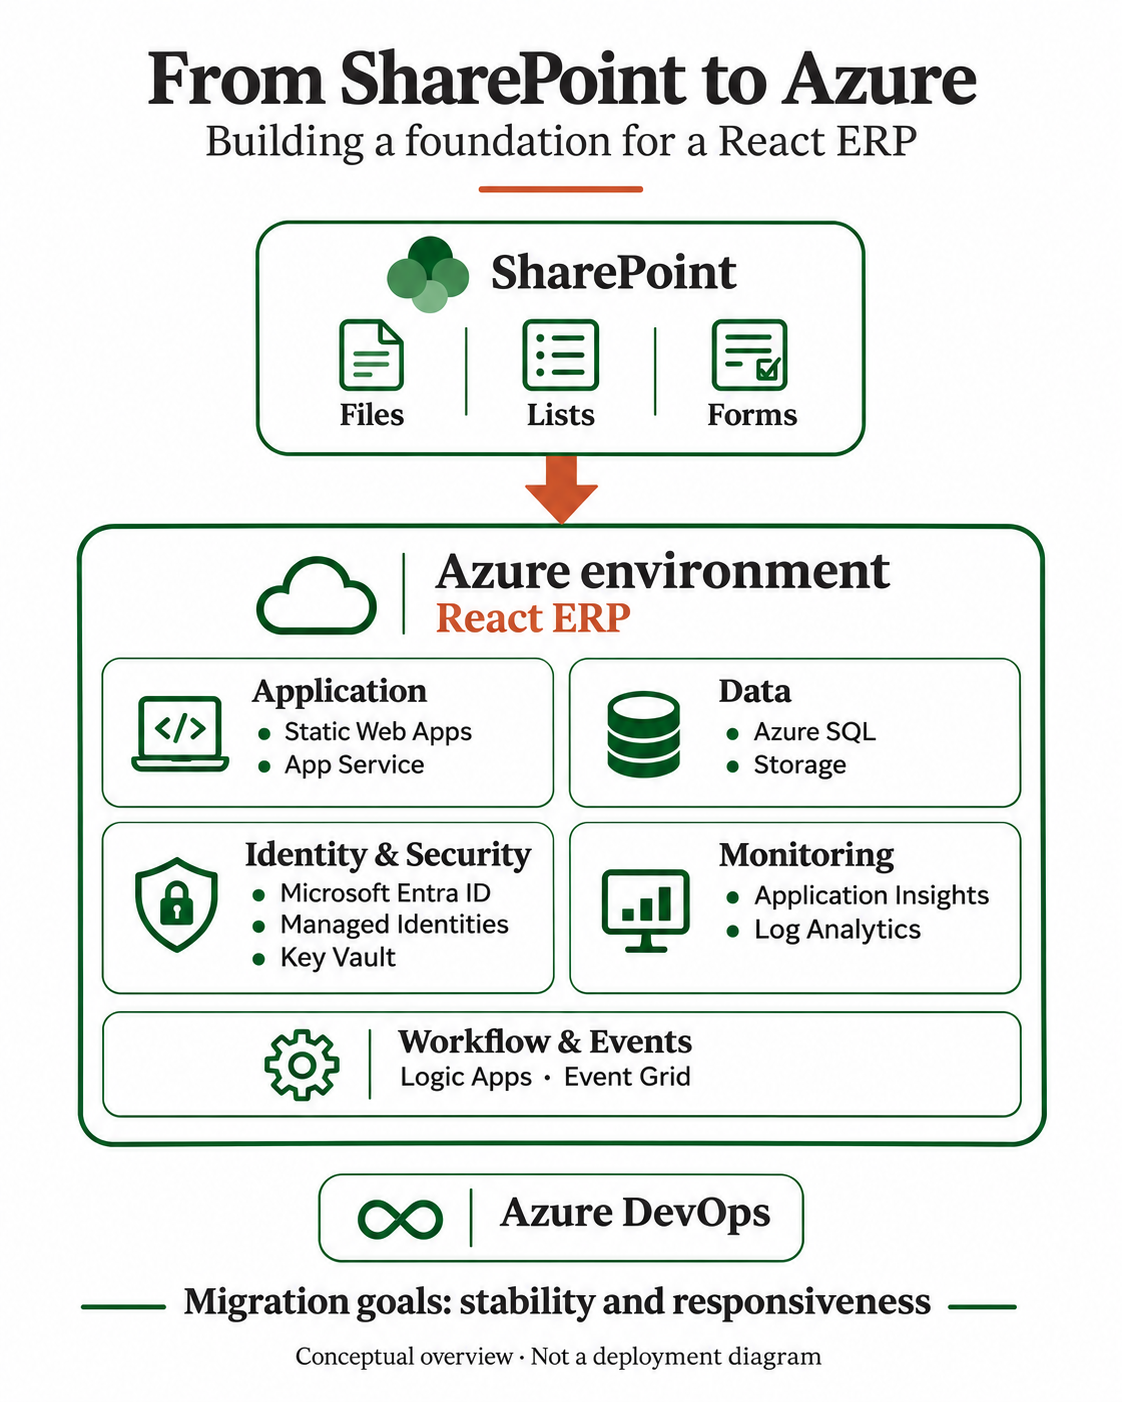 From SharePoint to Azure
Building a foundation for a React ERP
SharePoint
Files
Lists
Forms
Azure environment
React ERP
Application
• Static Web Apps
• App Service
Data
• Azure SQL
• Storage
Identity & Security
• Microsoft Entra ID
• Managed Identities
• Key Vault
Monitoring
• Application Insights
• Log Analytics
Workflow & Events
Logic Apps • Event Grid
Azure DevOps
Migration goals: stability and responsiveness
Conceptual overview · Not a deployment diagram